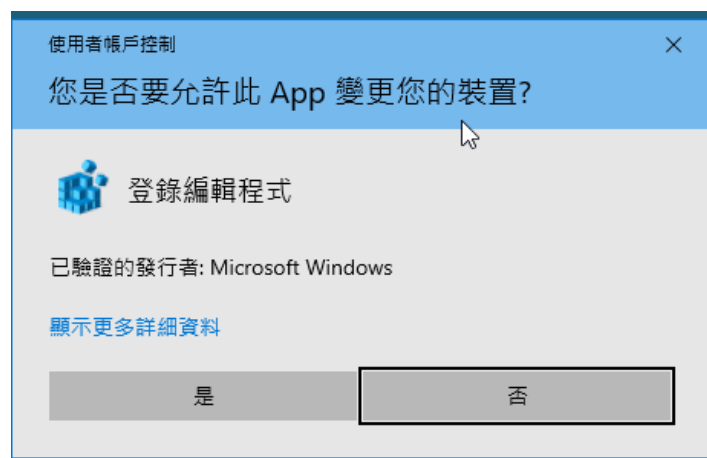 使用者帳戶控制
您是否要允許此 App 變更您的裝置?
登錄編輯程式
已驗證的發行者: Microsoft Windows
顯示更多詳細資料
是
否